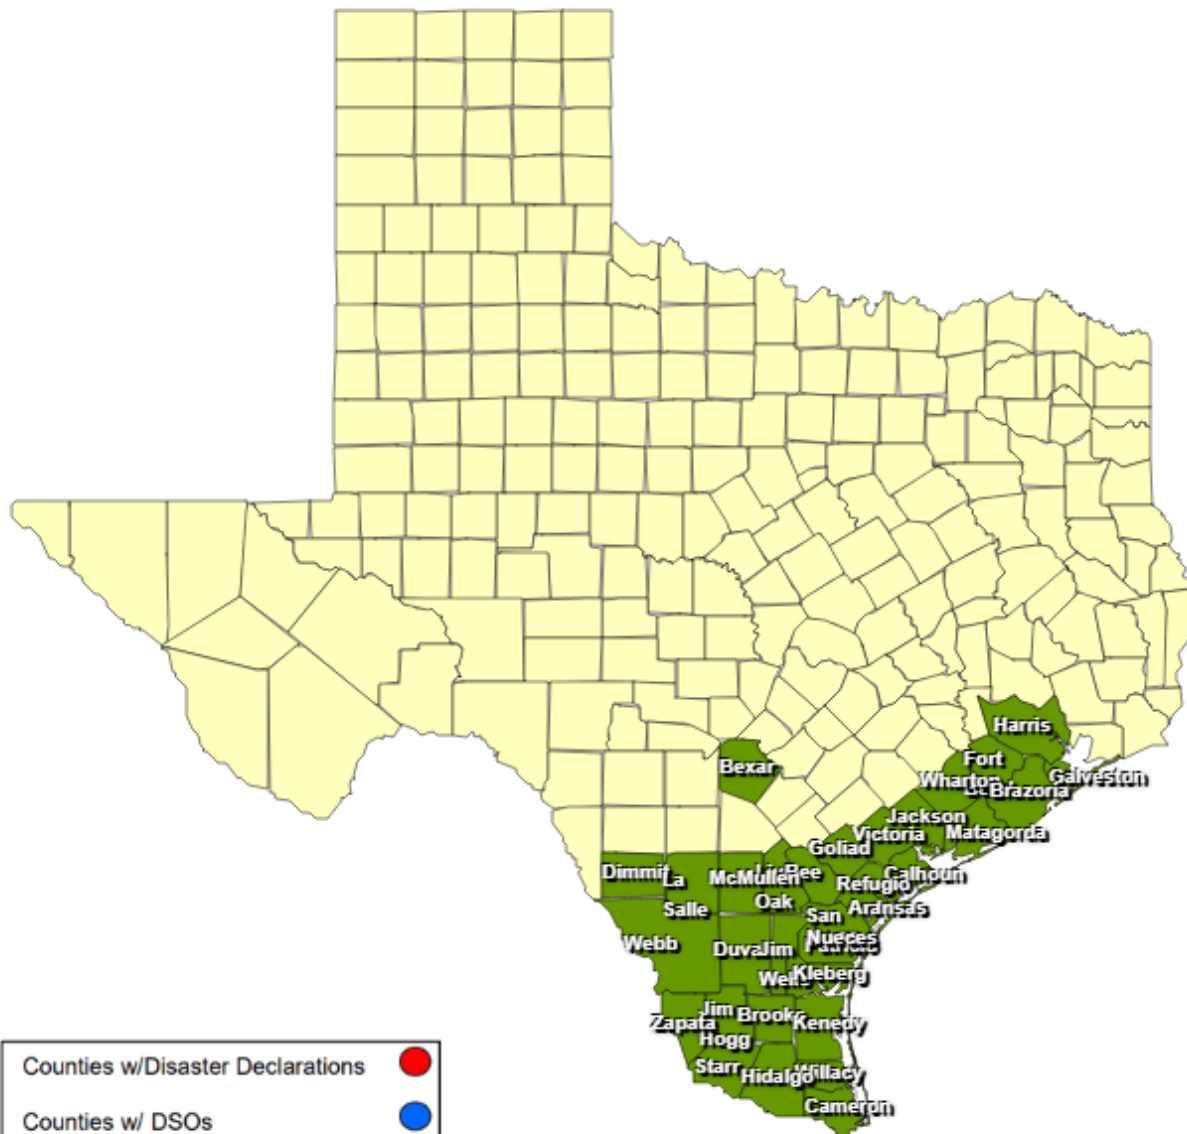 Harris
Fort
Bexar
Galveston
Wharton
Brazoria
Jackson
Victoria
Matagorda
Goliad
Dimmit
La
McMullen
Bee
Calhoun
Refugio
Oak
Salle
San
Aransas
Webb
Duval
Jim
Nueces
Wells
Kleberg
Jim
Brooks
Zapata
Kenedy
Hogg
Starr
Hidalgo
Willacy
Cameron
Counties w/Disaster Declarations
Counties w/ DSOs